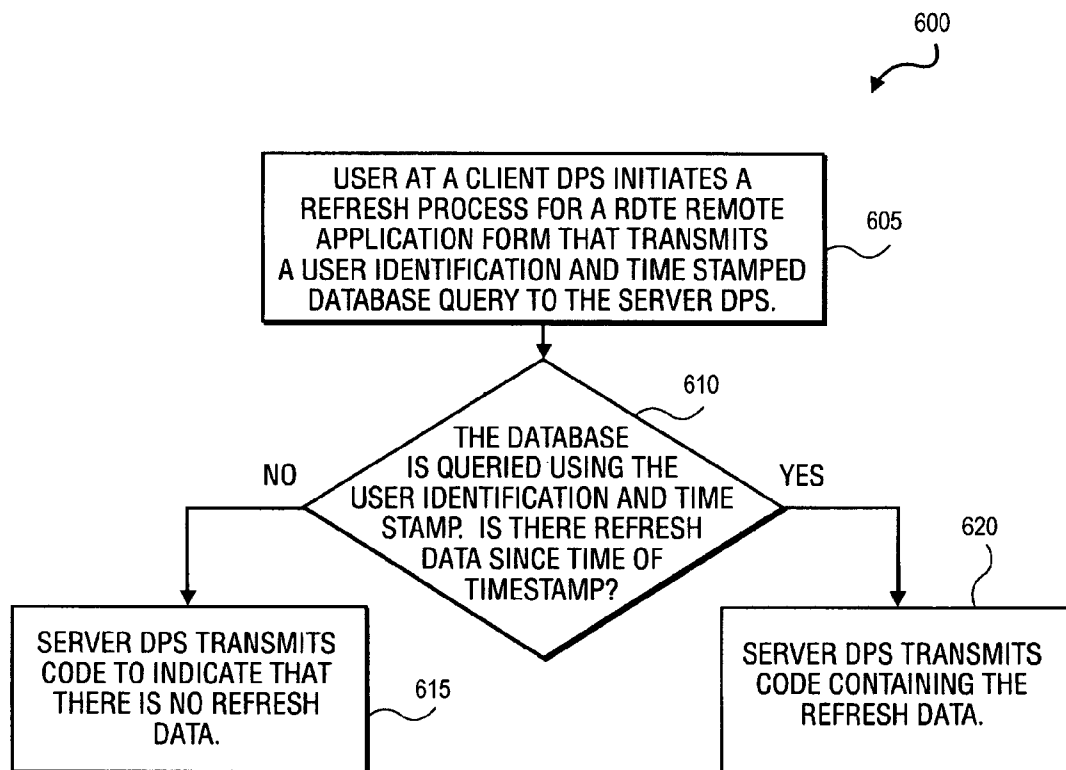 600
USER AT A CLIENT DPS INITIATES A
REFRESH PROCESS FOR A RDTE REMOTE
APPLICATION FORM THAT TRANSMITS
A USER IDENTIFICATION AND TIME STAMPED
DATABASE QUERY TO THE SERVER DPS.
605
610
THE DATABASE
IS QUERIED USING THE
USER IDENTIFICATION AND TIME
STAMP. IS THERE REFRESH
DATA SINCE TIME OF
TIMESTAMP?
NO
YES
SERVER DPS TRANSMITS
CODE TO INDICATE THAT
THERE IS NO REFRESH
DATA.
615
620
SERVER DPS TRANSMITS
CODE CONTAINING THE
REFRESH DATA.